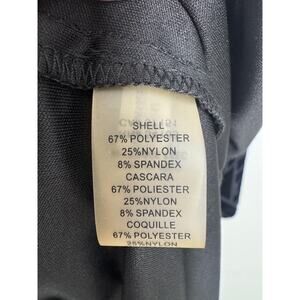 SHELL
67% POLYESTER
25%NYLON
8% SPANDEX
CASCARA
67% POLIESTER
25%NYLON
8% SPANDEX
COQUILLE
67% POLYESTER
25%NYLON